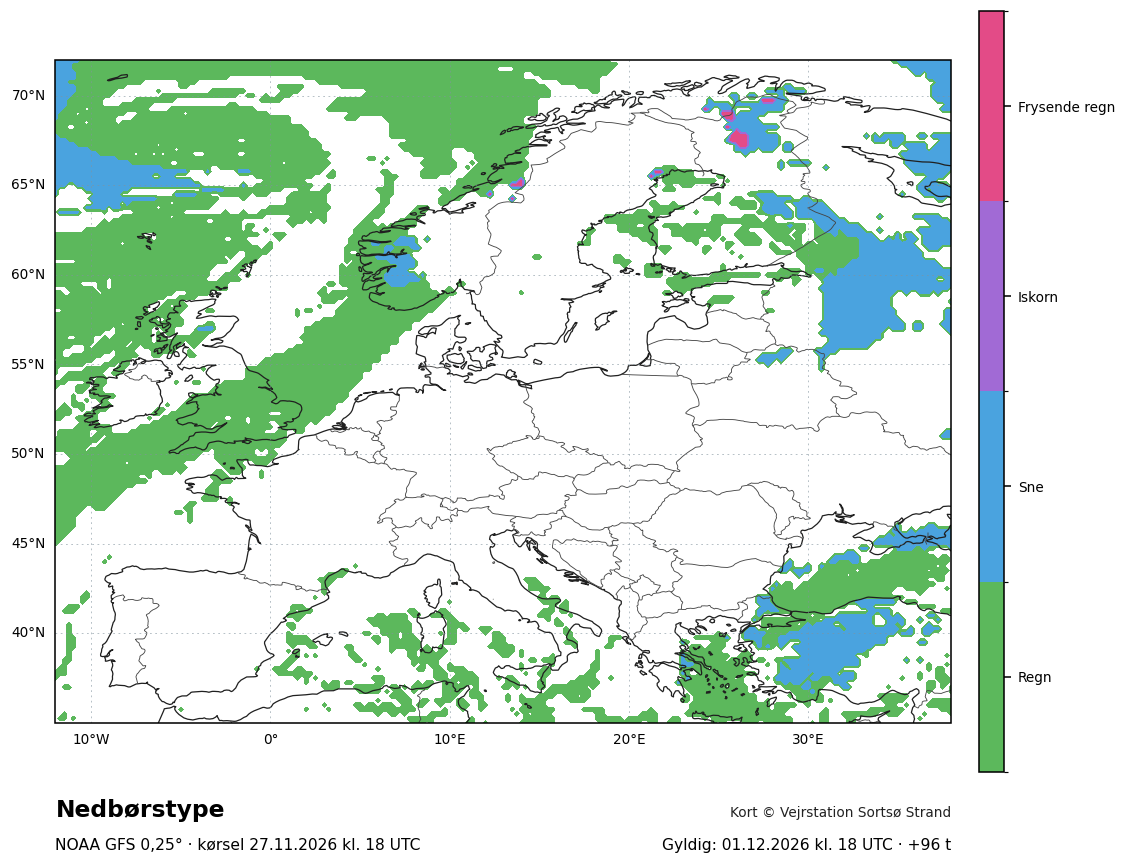 70°N
65°N
60°N
55°N
50°N
45°N
40°N
10°W
0°
10°E
20°E
30°E
Frysende regn
Iskorn
Sne
Regn
Nedbørstype
Kort © Vejrstation Sortsø Strand
NOAA GFS 0,25° · kørsel 27.11.2026 kl. 18 UTC
Gyldig: 01.12.2026 kl. 18 UTC · +96 t